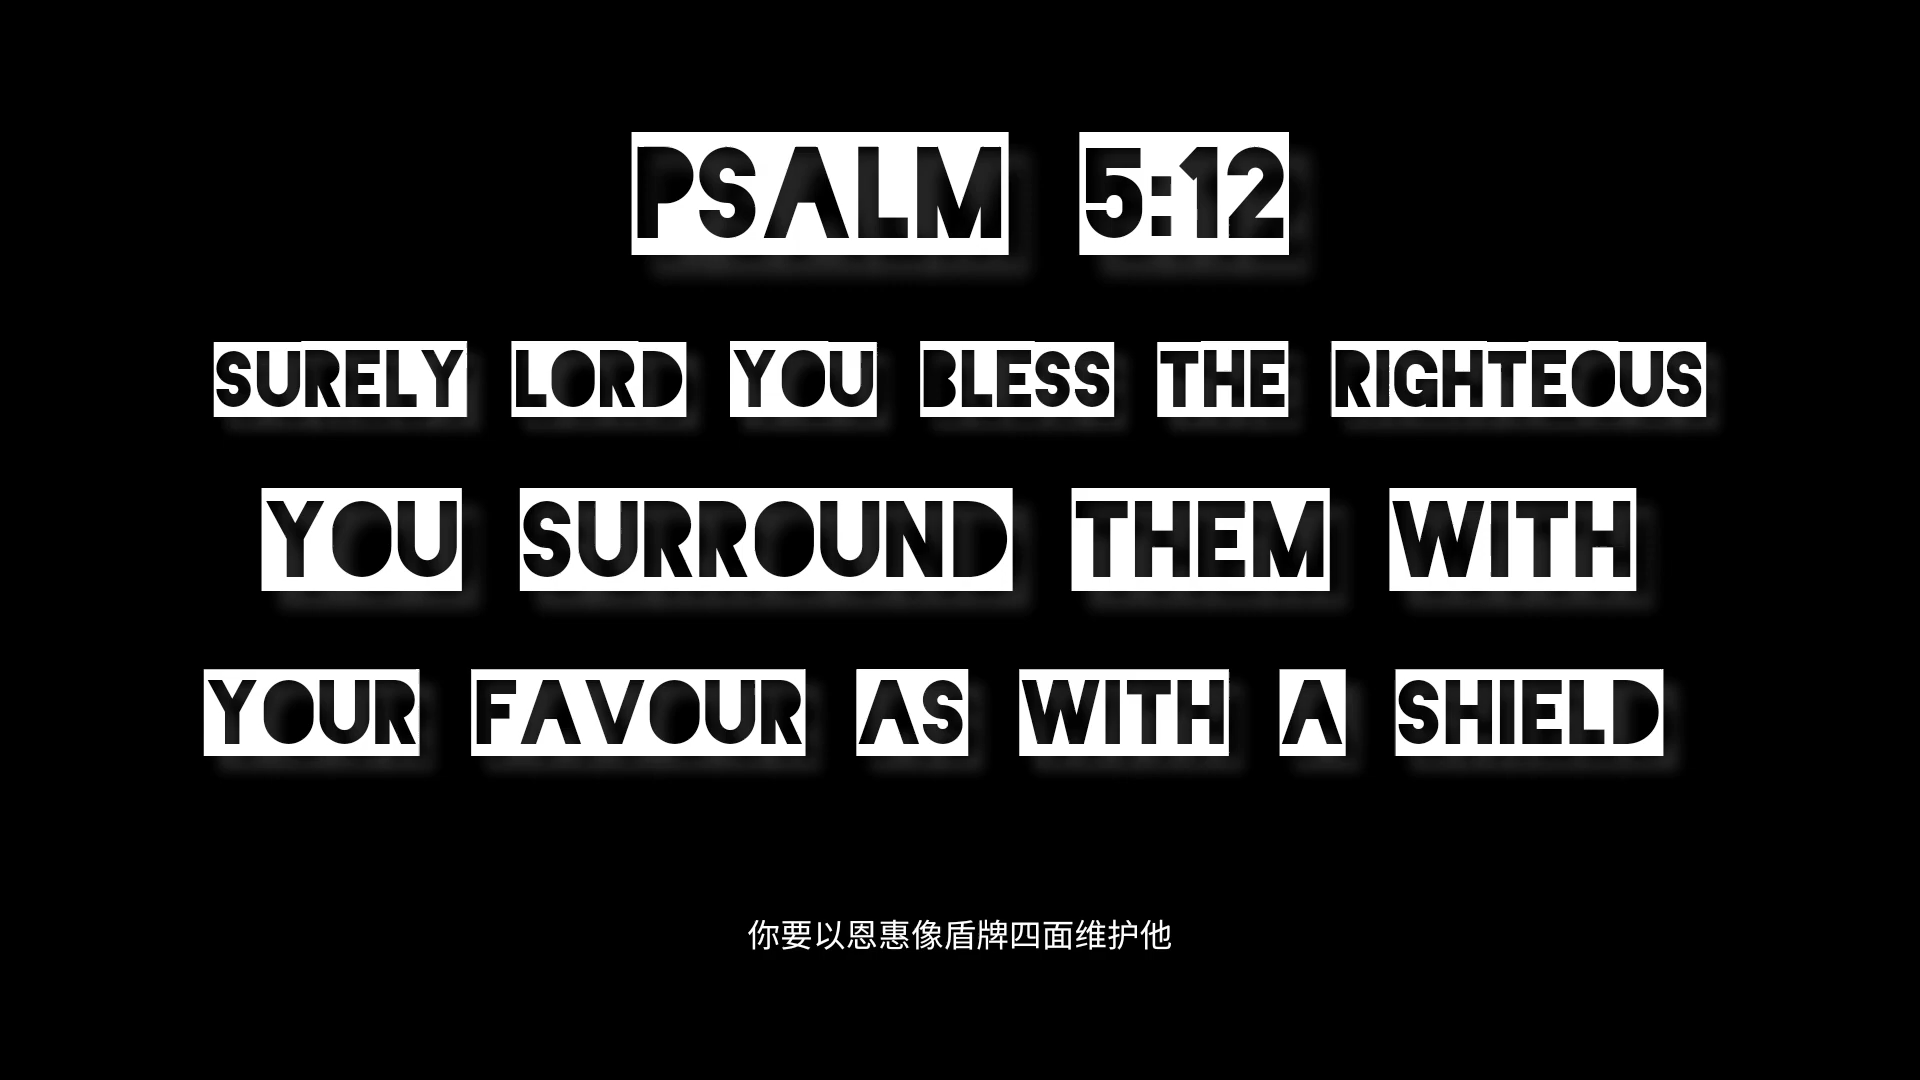 PSALM 5:12
SURELY LORD YOU BLESS THE RIGHTEOUS
YOU SURROUND THEM WITH
YOUR FAVOUR AS WITH A SHIELD
你要以恩惠像盾牌四面维护他